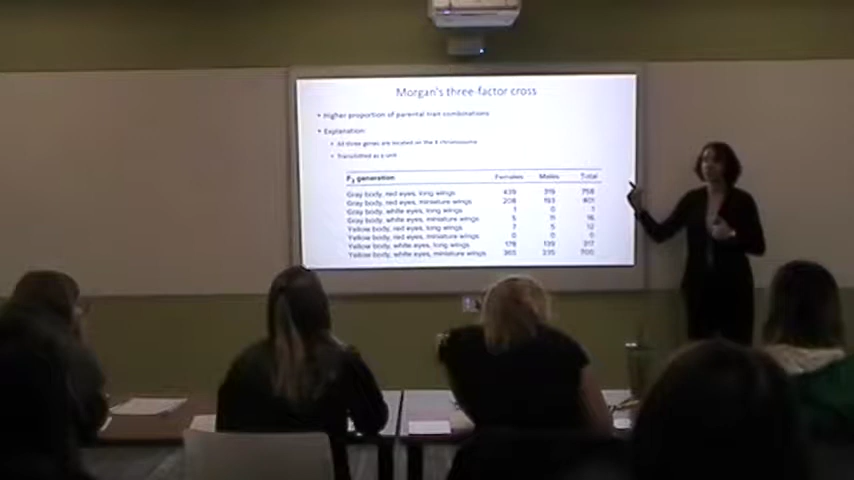 Morgan's three-factor cross
• Higher proportion of parental trait combinations
• Explanation:
• All three genes are located on the X chromosome
• Transmitted as a unit
F2 generation Females Males Total
Gray body, red eyes, long wings 439 319 758
Gray body, red eyes, miniature wings 208 193 401
Gray body, white eyes, long wings 1 0 1
Gray body, white eyes, miniature wings 5 11 16
Yellow body, red eyes, long wings 7 5 12
Yellow body, red eyes, miniature wings 0 0 0
Yellow body, white eyes, long wings 178 139 317
Yellow body, white eyes, miniature wings 365 335 700